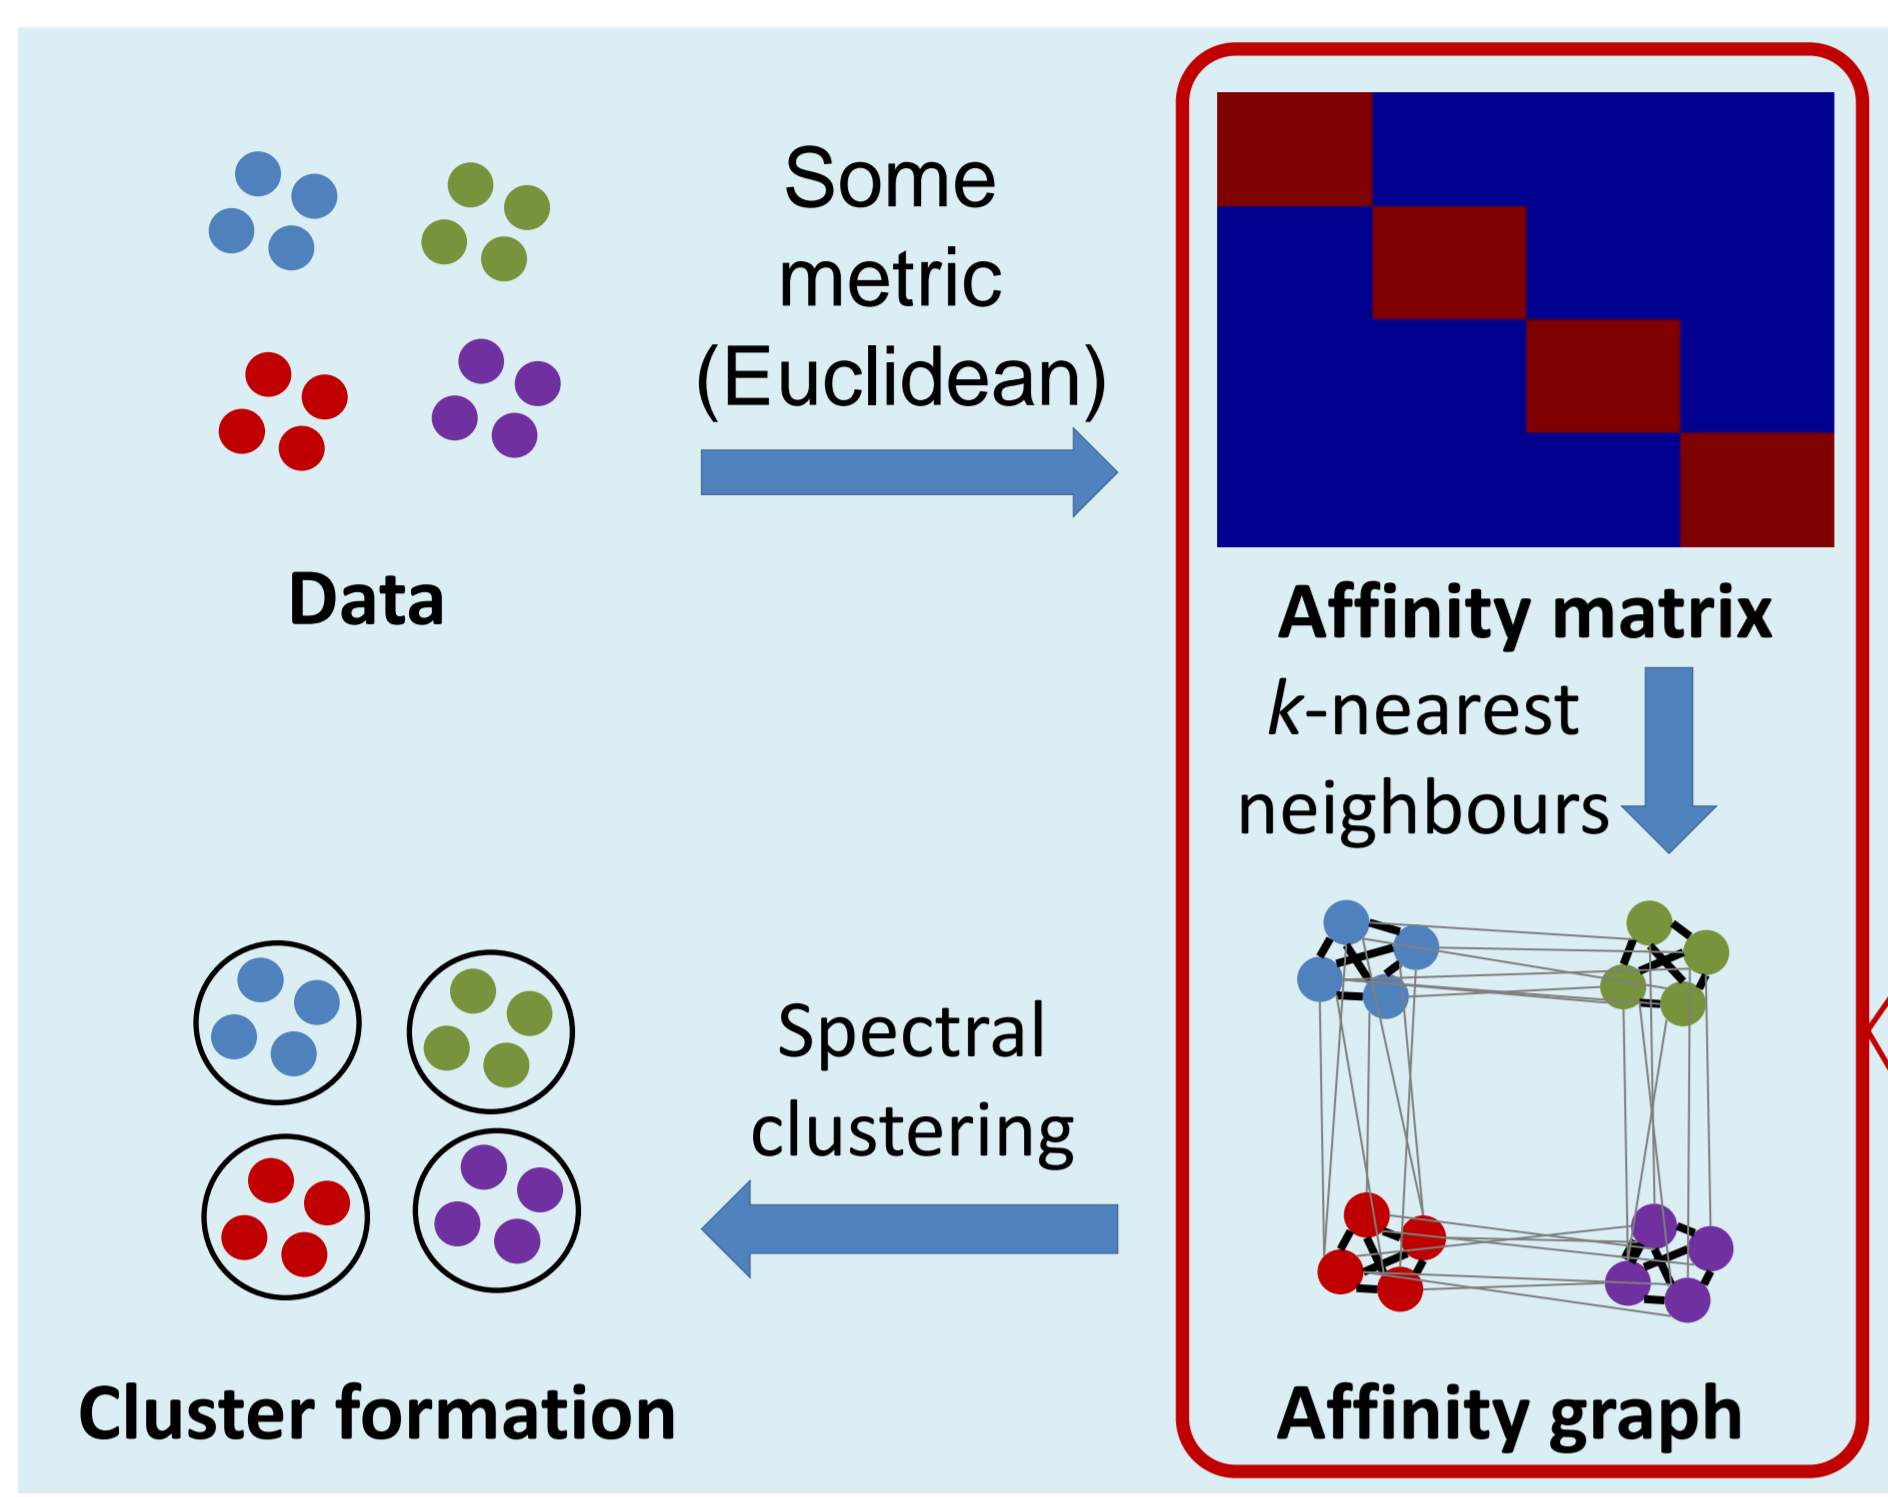 Some
metric
(Euclidean)
Data
Affinity matrix
k-nearest
neighbours
Spectral
clustering
Cluster formation
Affinity graph